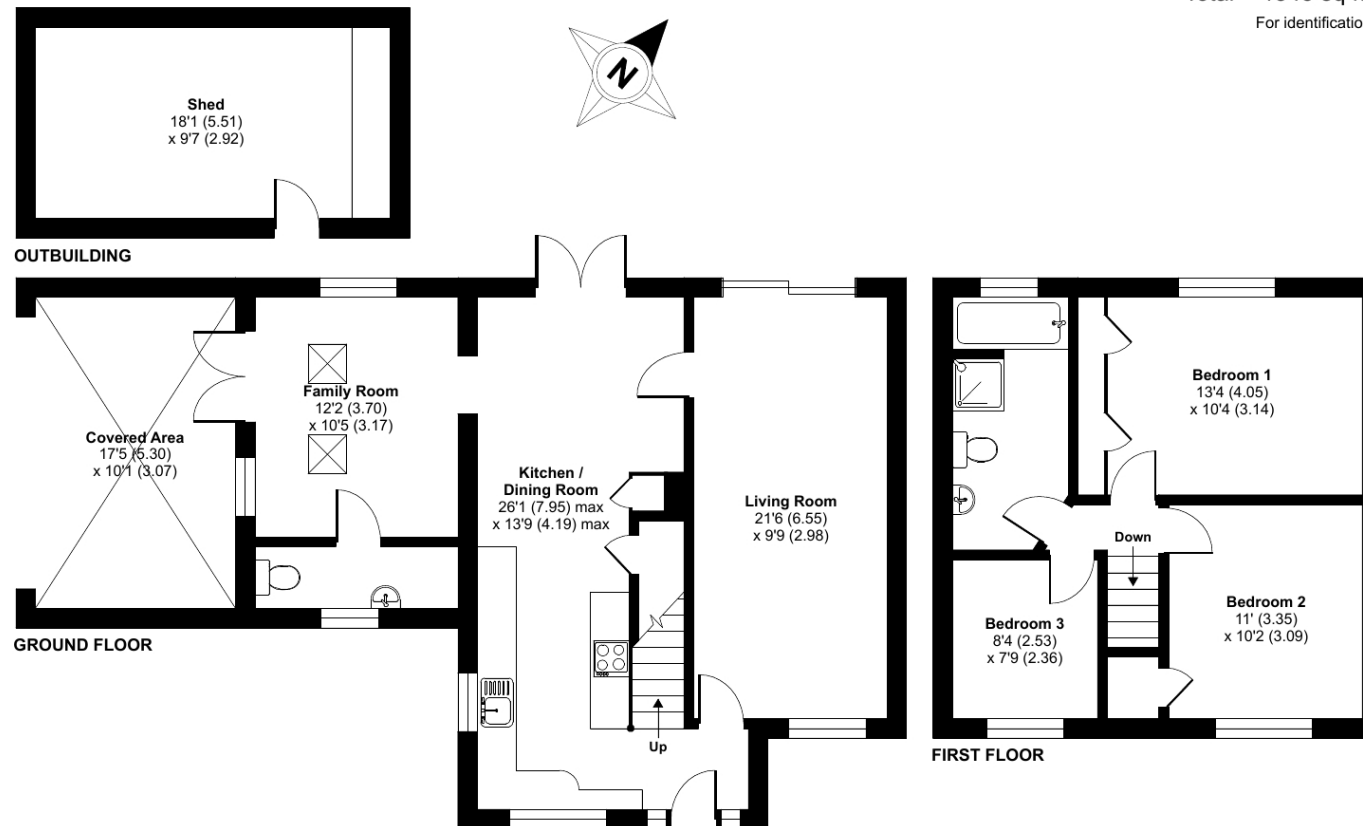 For identificatio
N
Shed
18'1 (5.51)
x 9'7 (2.92)
OUTBUILDING
Covered Area
17'5 (5.30)
x 10'1 (3.07)
Family Room
12'2 (3.70)
x 10'5 (3.17)
Kitchen /
Dining Room
26'1 (7.95) max
x 13'9 (4.19) max
Living Room
21'6 (6.55)
x 9'9 (2.98)
Up
GROUND FLOOR
Bedroom 1
13'4 (4.05)
x 10'4 (3.14)
Down
Bedroom 2
11' (3.35)
x 10'2 (3.09)
Bedroom 3
8'4 (2.53)
x 7'9 (2.36)
FIRST FLOOR